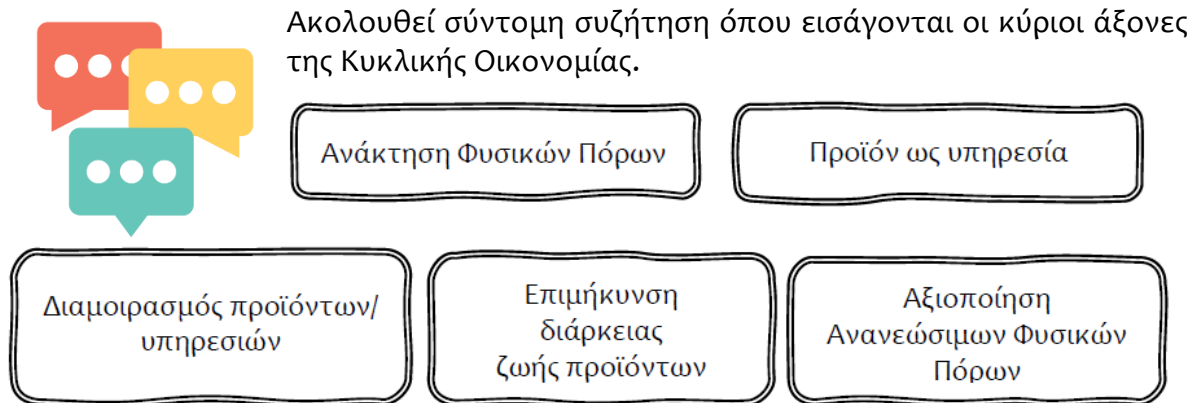 Ακολουθεί σύντομη συζήτηση όπου εισάγονται οι κύριοι άξονες
της Κυκλικής Οικονομίας.
Ανάκτηση Φυσικών Πόρων
Προϊόν ως υπηρεσία
Διαμοιρασμός προϊόντων/
υπηρεσιών
Επιμήκυνση
διάρκειας
ζωής προϊόντων
Αξιοποίηση
Ανανεώσιμων Φυσικών
Πόρων